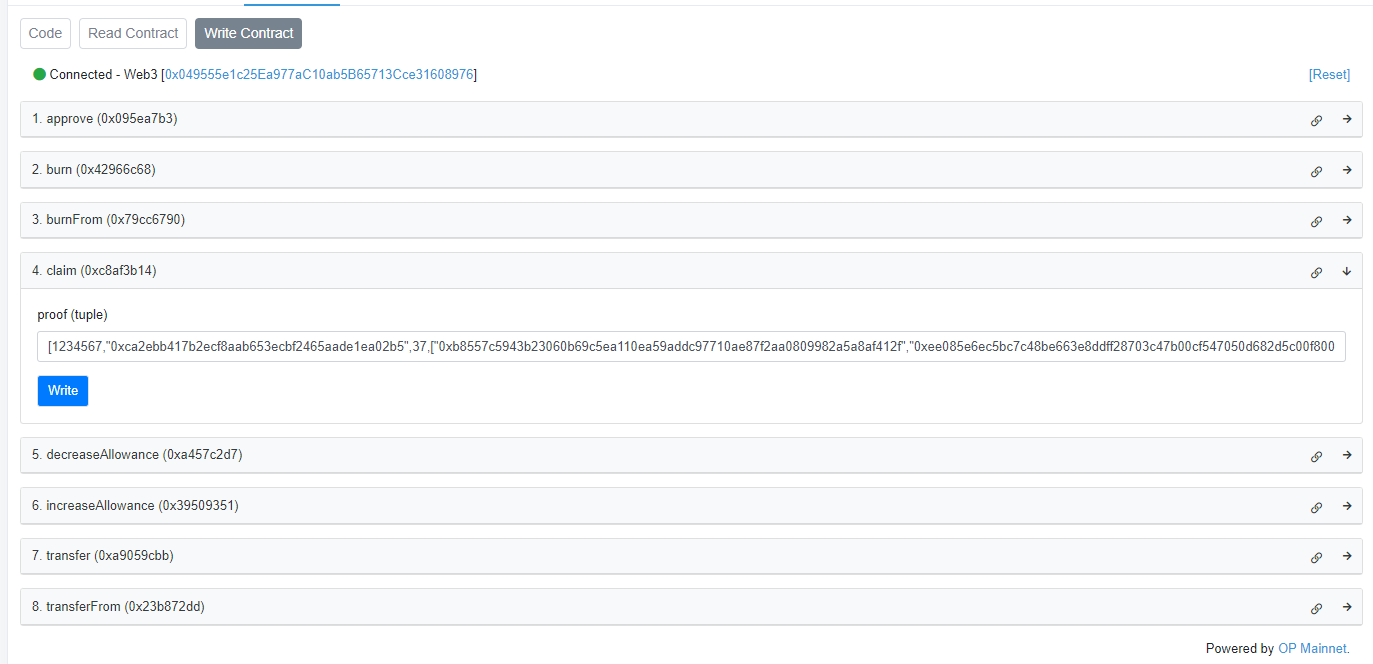 Code Read Contract Write Contract
Connected - Web3 [0x049555e1c25Ea977aC10ab5B65713Cce31608976] [Reset]
1. approve (0x095ea7b3)
2. burn (0x42966c68)
3. burnFrom (0x79cc6790)
4. claim (0xc8af3b14)
proof (tuple)
[1234567,"0xca2ebb417b2ecf8aab653ecbf2465aade1ea02b5",37,["0xb8557c5943b23060b69c5ea110ea59addc97710ae87f2aa0809982a5a8af412f","0xee085e6ec5bc7c48be663e8ddff28703c47b00cf547050d682d5c00f800
Write
5. decreaseAllowance (0xa457c2d7)
6. increaseAllowance (0x39509351)
7. transfer (0xa9059cbb)
8. transferFrom (0x23b872dd)
Powered by OP Mainnet.